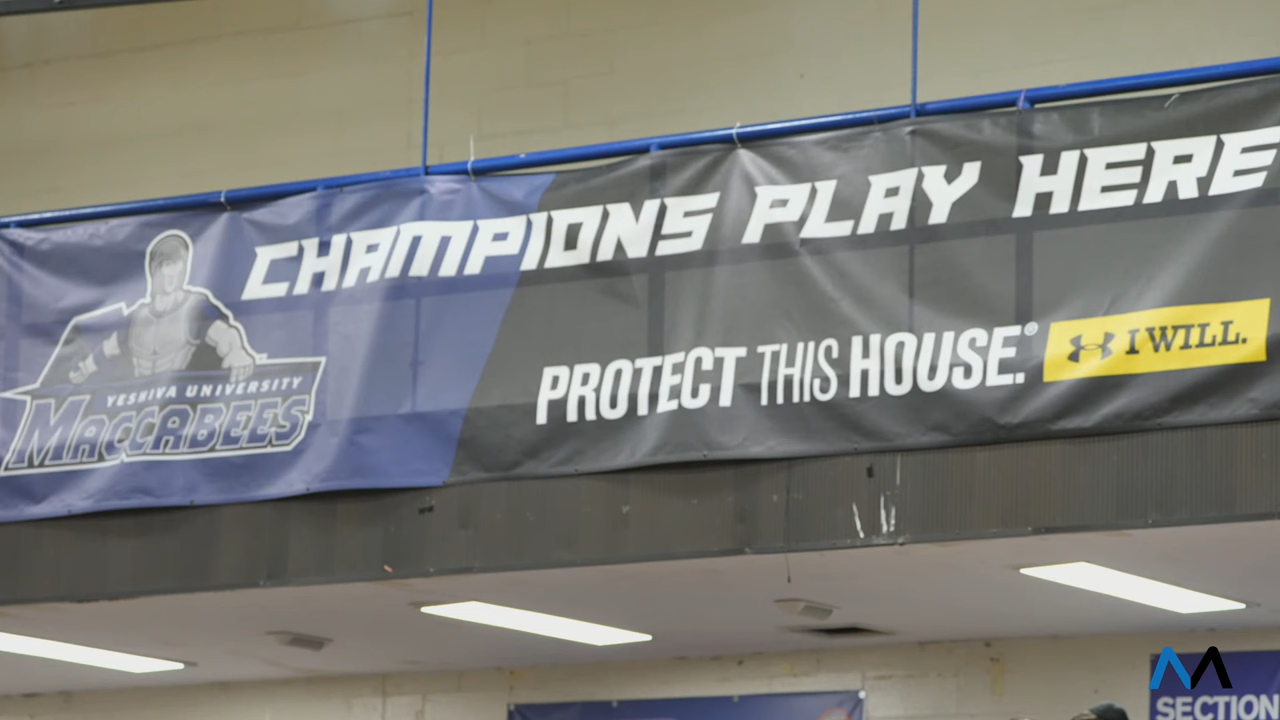 CHAMPIONS PLAY HERE
YESHIVA UNIVERSITY
MACCABEES
PROTECT THIS HOUSE.® I WILL.
SECTION